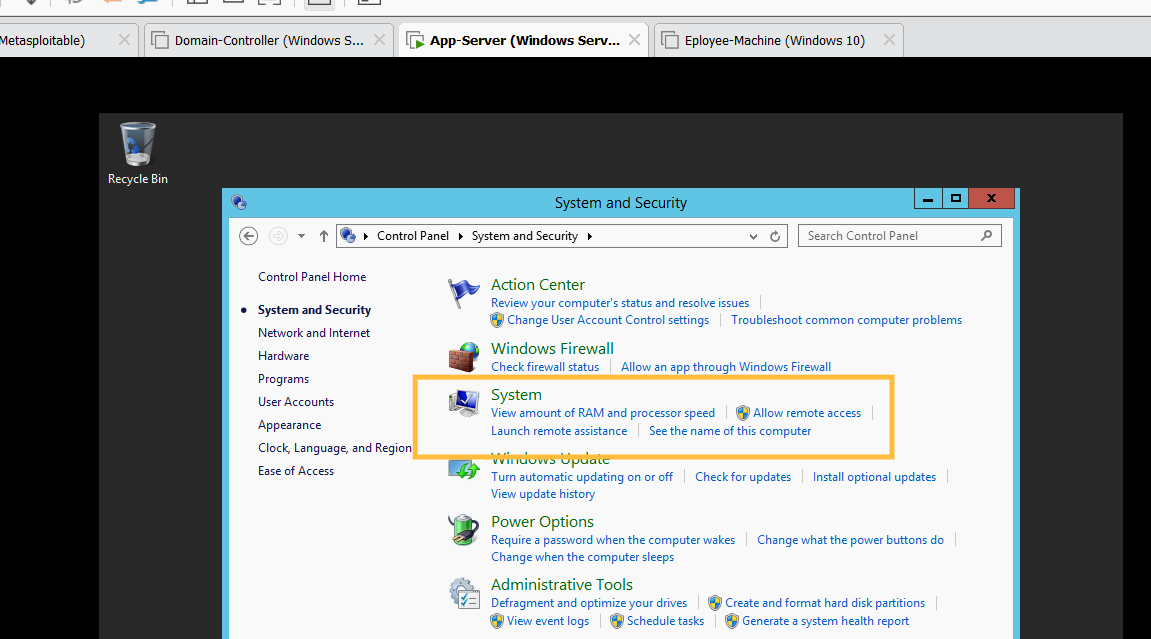 Metasploitable)
Domain-Controller (Windows S...
App-Server (Windows Serv...
Eployee-Machine (Windows 10)
Recycle Bin
System and Security
Control Panel
System and Security
Search Control Panel
Control Panel Home
System and Security
Network and Internet
Hardware
Programs
User Accounts
Appearance
Clock, Language, and Region
Ease of Access
Action Center
Review your computer's status and resolve issues
Change User Account Control settings
Troubleshoot common computer problems
Windows Firewall
Check firewall status
Allow an app through Windows Firewall
System
View amount of RAM and processor speed
Allow remote access
Launch remote assistance
See the name of this computer
Windows Update
Turn automatic updating on or off
Check for updates
Install optional updates
View update history
Power Options
Require a password when the computer wakes
Change what the power buttons do
Change when the computer sleeps
Administrative Tools
Defragment and optimize your drives
Create and format hard disk partitions
View event logs
Schedule tasks
Generate a system health report